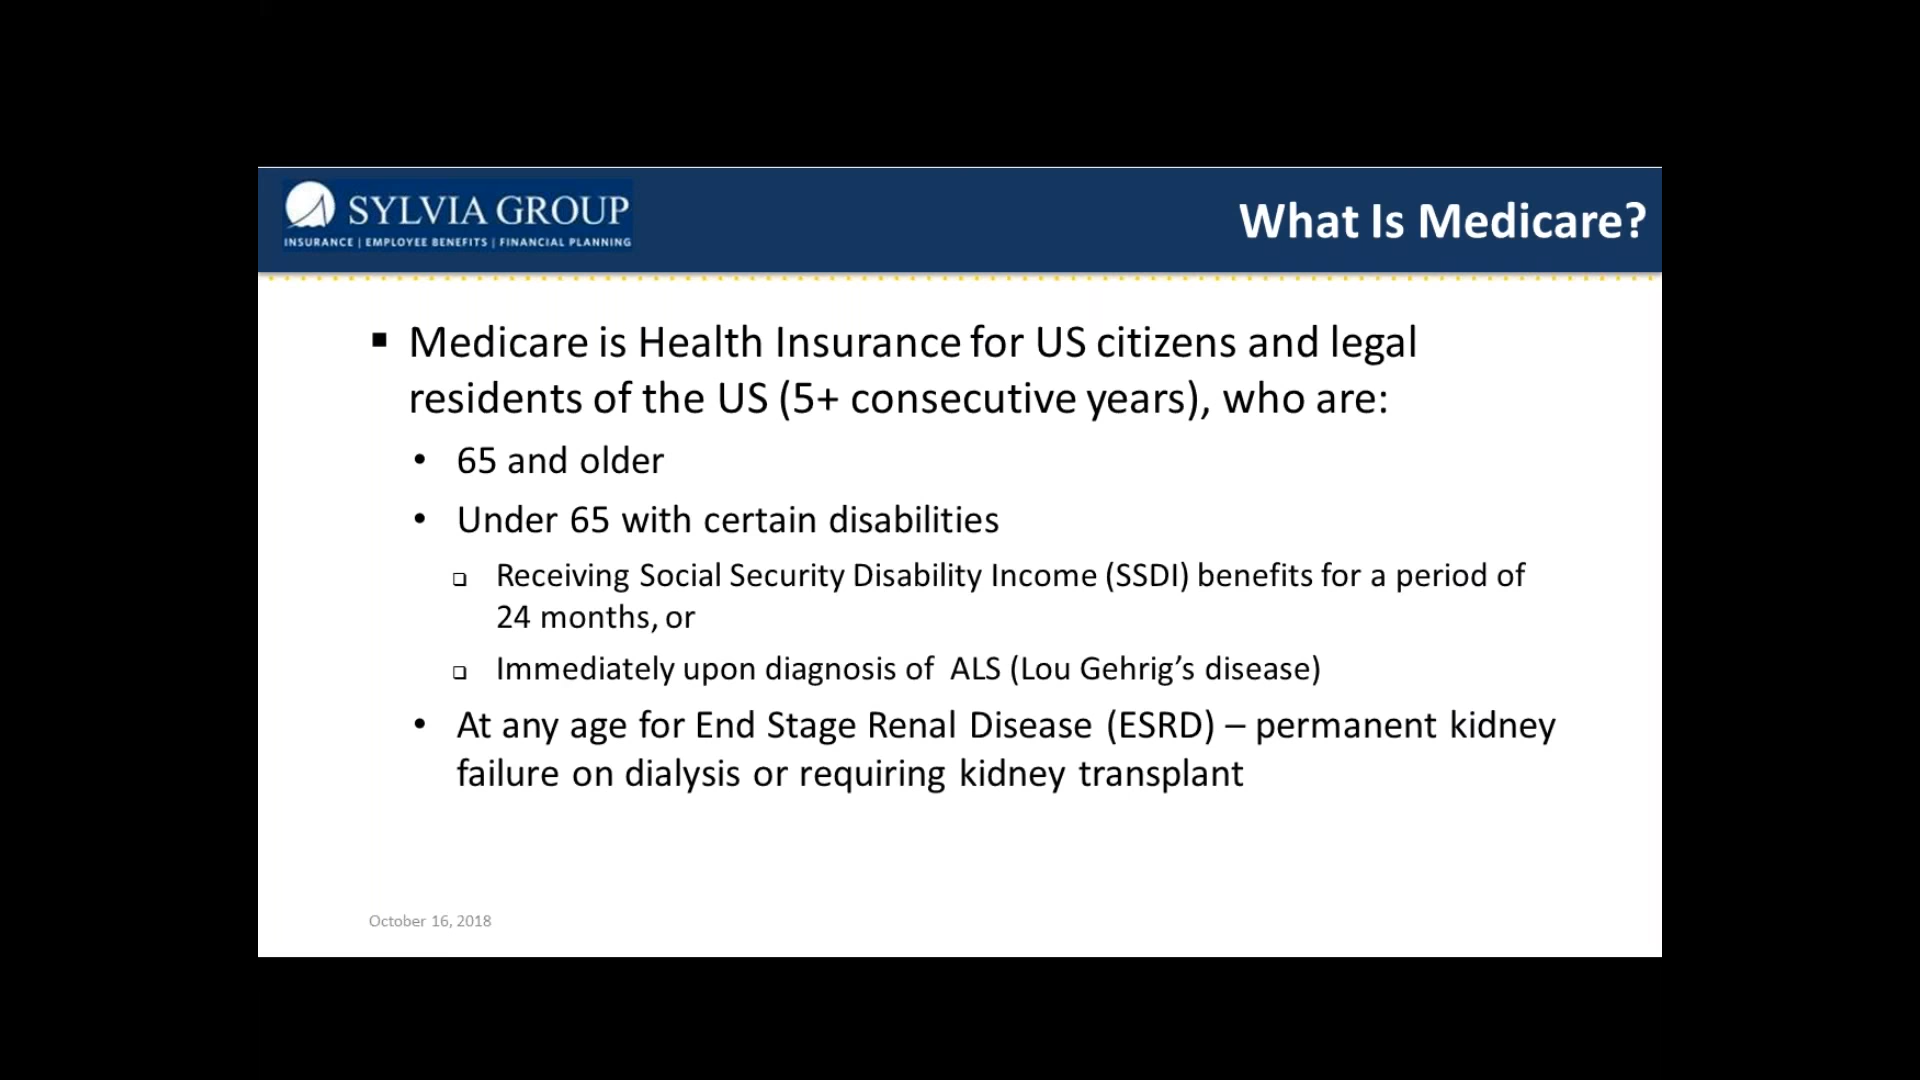 SYLVIA GROUP
INSURANCE | EMPLOYEE BENEFITS | FINANCIAL PLANNING
What Is Medicare?
▪ Medicare is Health Insurance for US citizens and legal
residents of the US (5+ consecutive years), who are:
• 65 and older
• Under 65 with certain disabilities
❑ Receiving Social Security Disability Income (SSDI) benefits for a period of
24 months, or
❑ Immediately upon diagnosis of ALS (Lou Gehrig’s disease)
• At any age for End Stage Renal Disease (ESRD) – permanent kidney
failure on dialysis or requiring kidney transplant
October 16, 2018